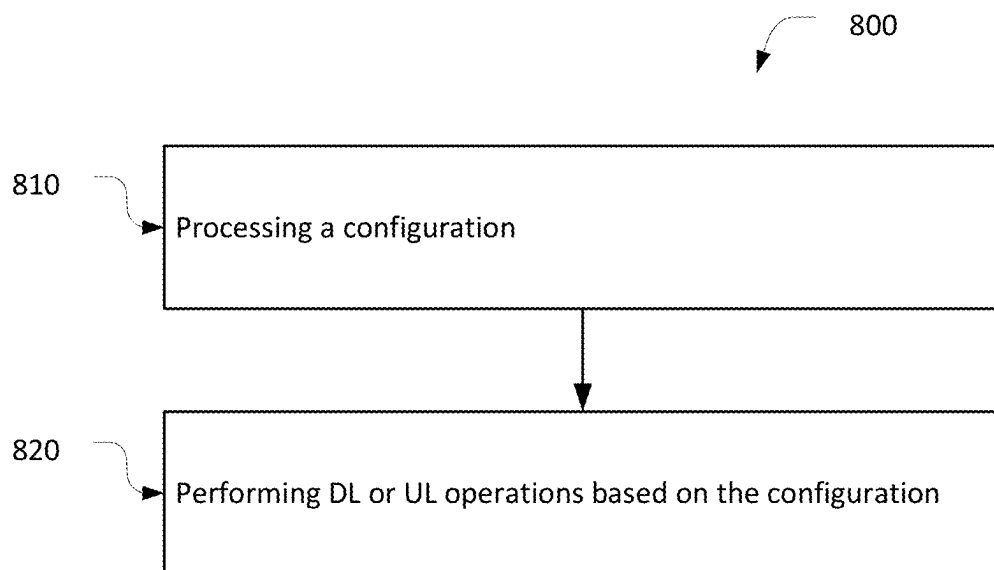 800
810
Processing a configuration
820
Performing DL or UL operations based on the configuration